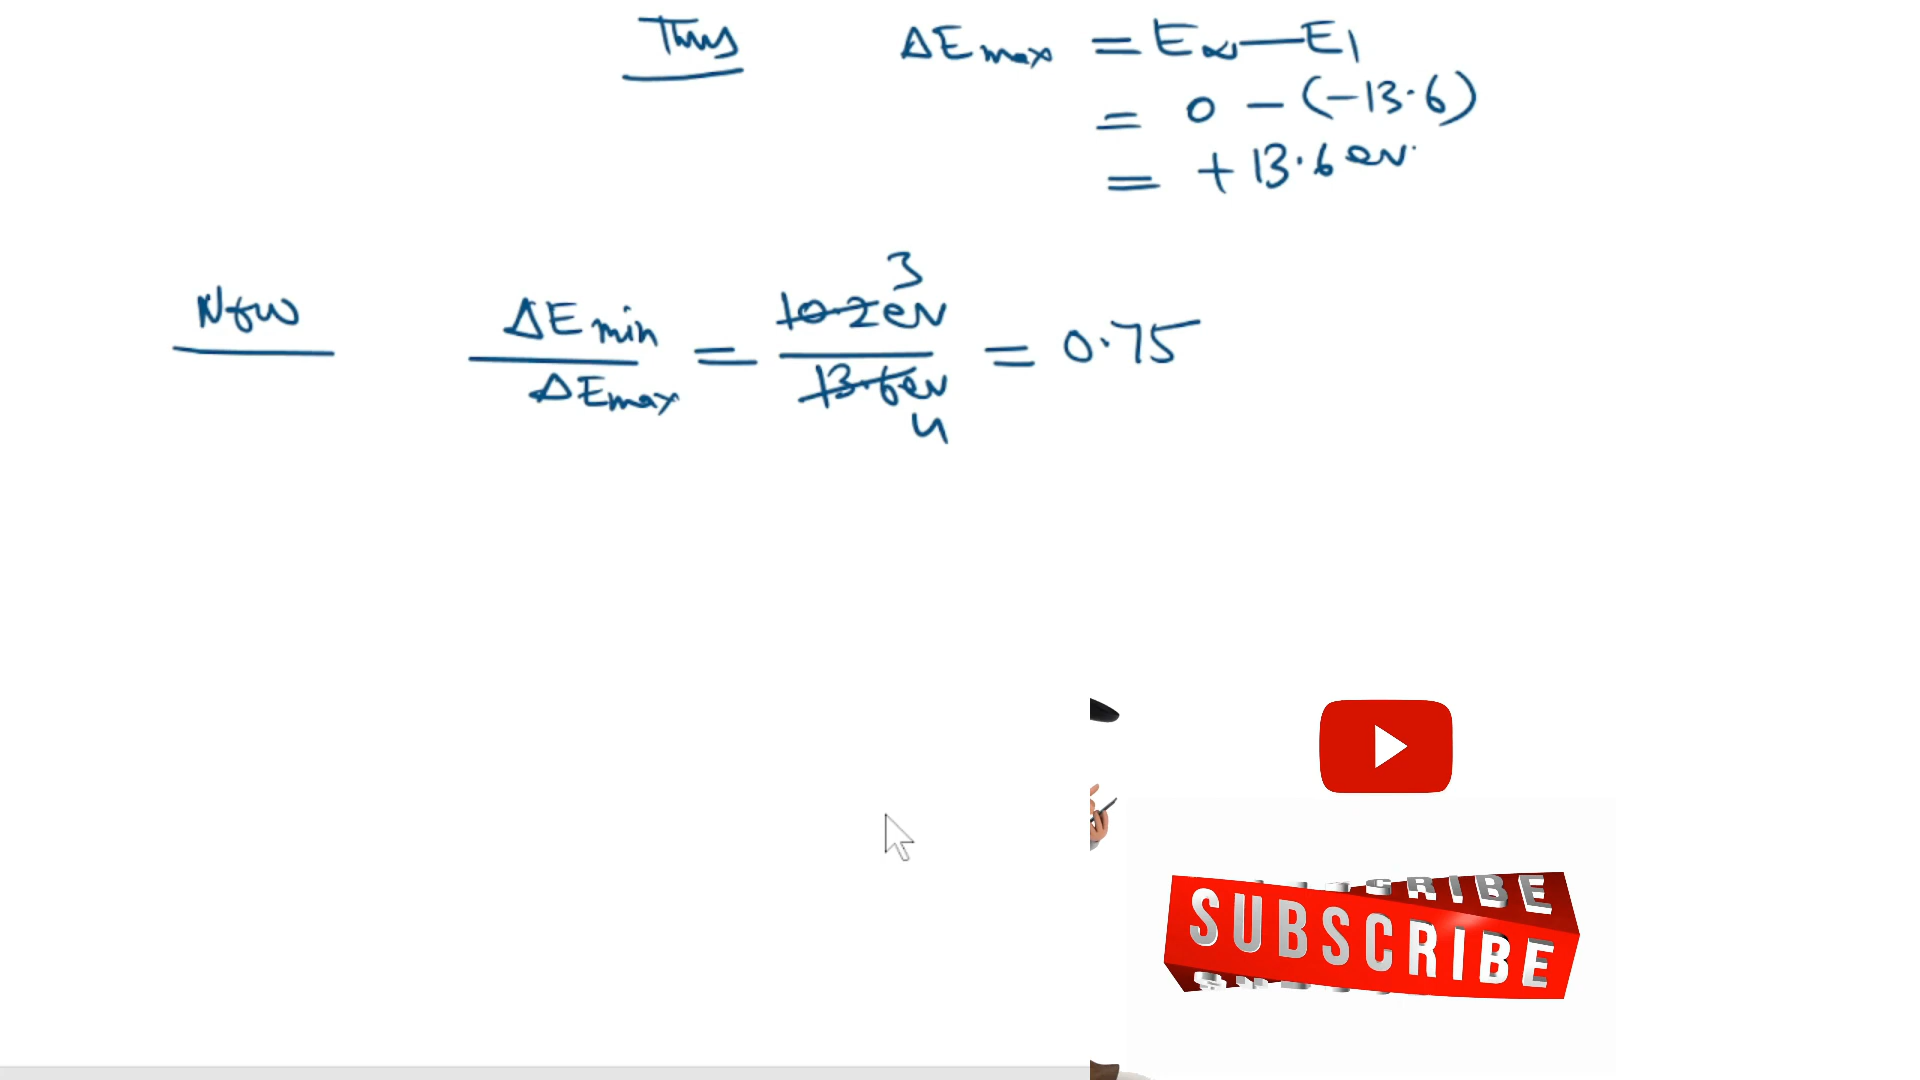 Thus ΔEmax = E∞ — E1
= 0 - (-13.6)
= +13.6 ev.
3
Now ΔEmin / ΔEmax = 10.2ev / 13.6ev = 0.75
4
SUBSCRIBE